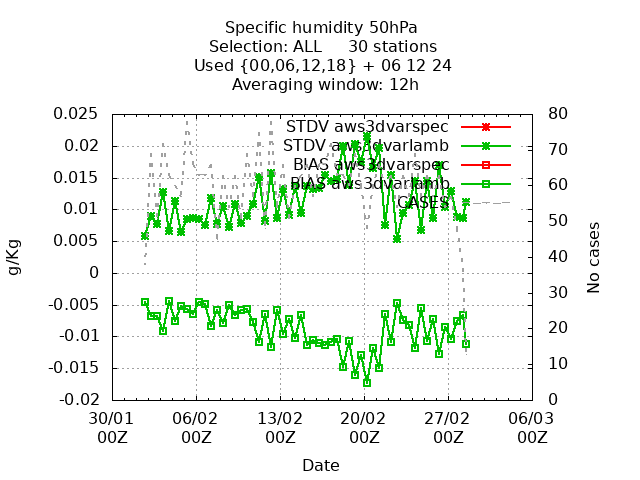 Specific humidity 50hPa
Selection: ALL 30 stations
Used {00,06,12,18} + 06 12 24
Averaging window: 12h
STDV aws3dvarspec
STDV aws3dvarlamb
BIAS aws3dvarspec
BIAS aws3dvarlamb
CASES
g/Kg
0.025
0.02
0.015
0.01
0.005
0
-0.005
-0.01
-0.015
-0.02
No cases
80
70
60
50
40
30
20
10
0
30/01 06/02 13/02 20/02 27/02 06/03
00Z 00Z 00Z 00Z 00Z 00Z
Date